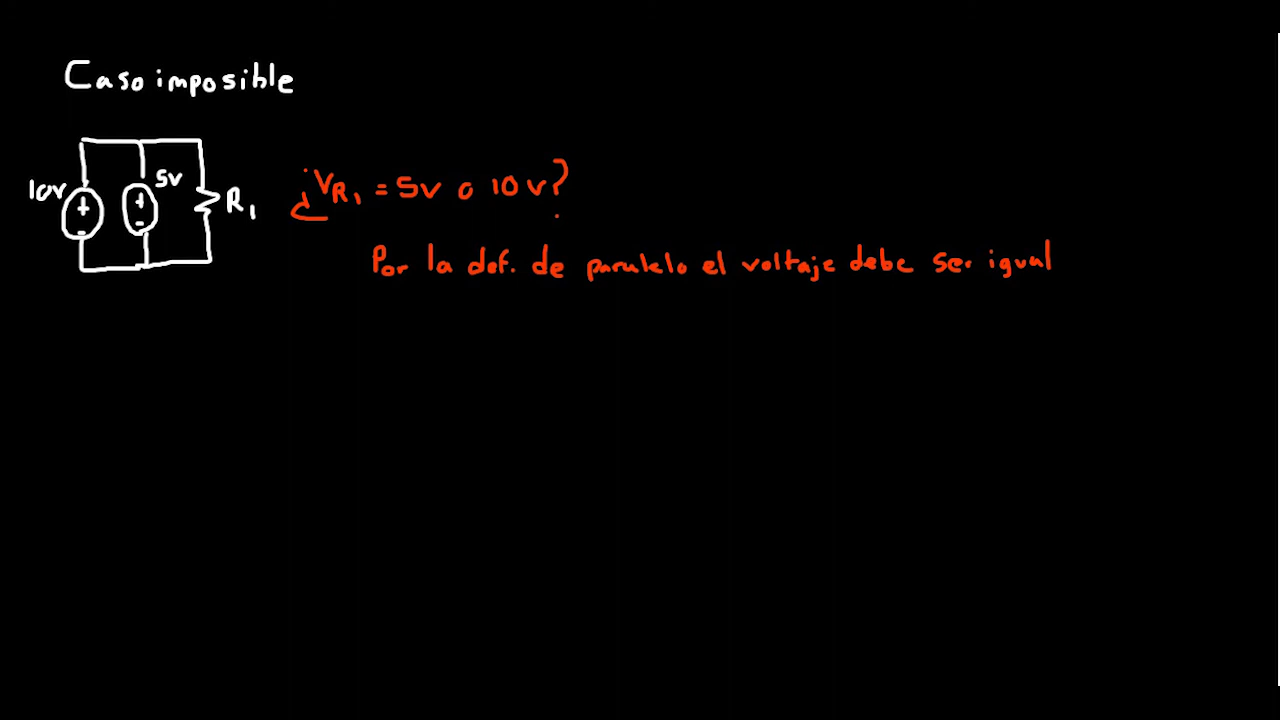 Caso imposible
10v
5v
R1
¿VR1 = 5v o 10v?
Por la def. de paralelo el voltaje debe ser igual